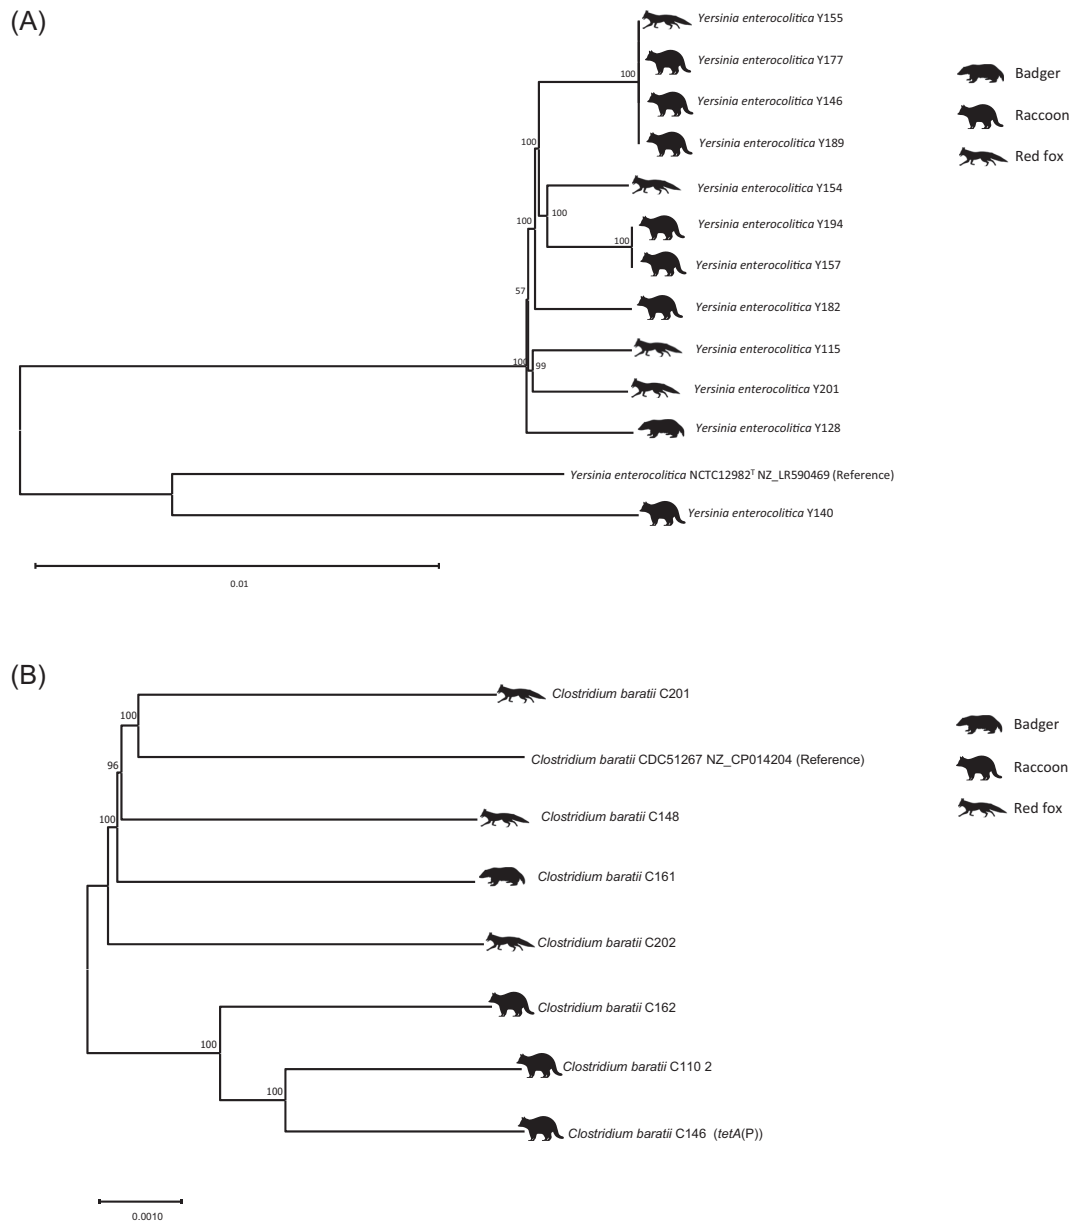 (A)
Yersinia enterocolitica Y155
Yersinia enterocolitica Y177
Yersinia enterocolitica Y146
Yersinia enterocolitica Y189
Yersinia enterocolitica Y154
Yersinia enterocolitica Y194
Yersinia enterocolitica Y157
Yersinia enterocolitica Y182
Yersinia enterocolitica Y115
Yersinia enterocolitica Y201
Yersinia enterocolitica Y128
Yersinia enterocolitica NCTC12982ᵀ NZ_LR590469 (Reference)
Yersinia enterocolitica Y140
100
100
100
100
100
57
100
99
0.01
Badger
Raccoon
Red fox
(B)
Clostridium baratii C201
Clostridium baratii CDC51267 NZ_CP014204 (Reference)
Clostridium baratii C148
Clostridium baratii C161
Clostridium baratii C202
Clostridium baratii C162
Clostridium baratii C110 2
Clostridium baratii C146 (tetA(P))
100
96
100
100
100
0.0010
Badger
Raccoon
Red fox